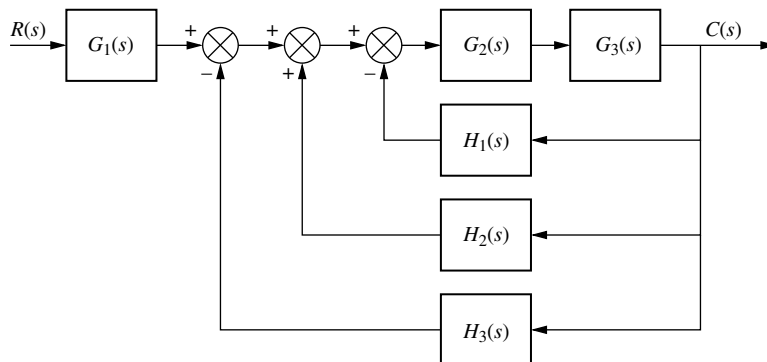 R(s) G₁(s) + + + G₂(s) G₃(s) C(s)
− + −
H₁(s)
H₂(s)
H₃(s)